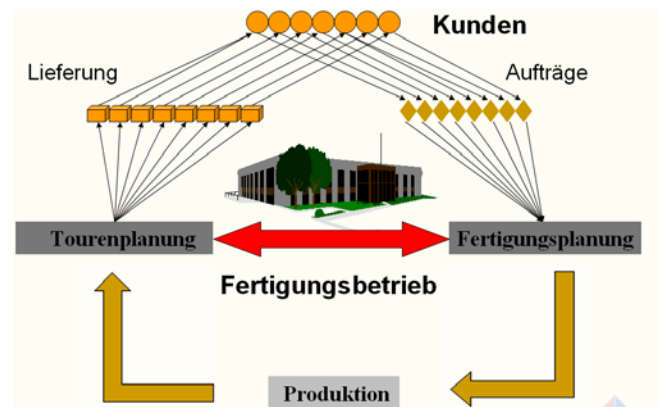 Kunden
Lieferung
Aufträge
Tourenplanung
Fertigungsplanung
Fertigungsbetrieb
Produktion